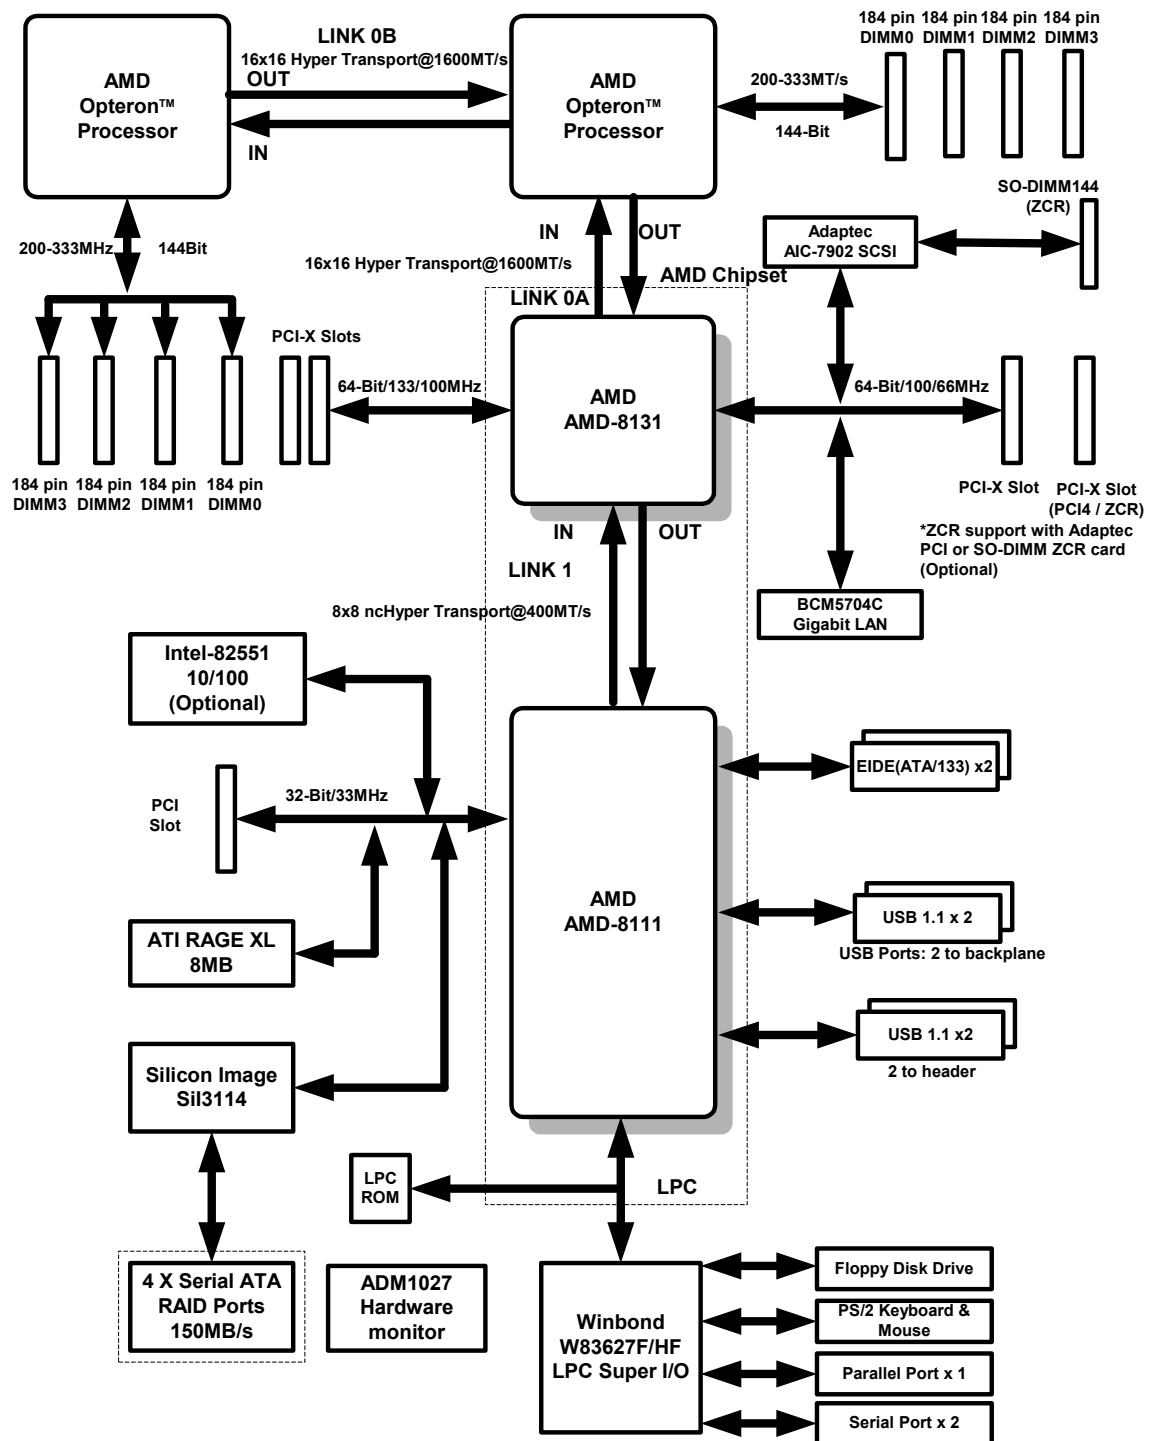 184 pin 184 pin 184 pin 184 pin
DIMM0 DIMM1 DIMM2 DIMM3
LINK 0B
16x16 Hyper Transport@1600MT/s
OUT
IN
AMD
Opteron™
Processor
AMD
Opteron™
Processor
200-333MT/s
144-Bit
SO-DIMM144
(ZCR)
200-333MHz
144Bit
IN
OUT
16x16 Hyper Transport@1600MT/s
Adaptec
AIC-7902 SCSI
AMD Chipset
LINK 0A
PCI-X Slots
64-Bit/133/100MHz
AMD
AMD-8131
64-Bit/100/66MHz
184 pin 184 pin 184 pin 184 pin
DIMM3 DIMM2 DIMM1 DIMM0
PCI-X Slot
PCI-X Slot
(PCI4 / ZCR)
*ZCR support with Adaptec
PCI or SO-DIMM ZCR card
(Optional)
IN
OUT
LINK 1
8x8 ncHyper Transport@400MT/s
BCM5704C
Gigabit LAN
Intel-82551
10/100
(Optional)
EIDE(ATA/133) x2
PCI
Slot
32-Bit/33MHz
AMD
AMD-8111
USB 1.1 x 2
USB Ports: 2 to backplane
ATI RAGE XL
8MB
USB 1.1 x2
2 to header
Silicon Image
SiI3114
LPC
ROM
LPC
4 X Serial ATA
RAID Ports
150MB/s
ADM1027
Hardware
monitor
Winbond
W83627F/HF
LPC Super I/O
Floppy Disk Drive
PS/2 Keyboard &
Mouse
Parallel Port x 1
Serial Port x 2